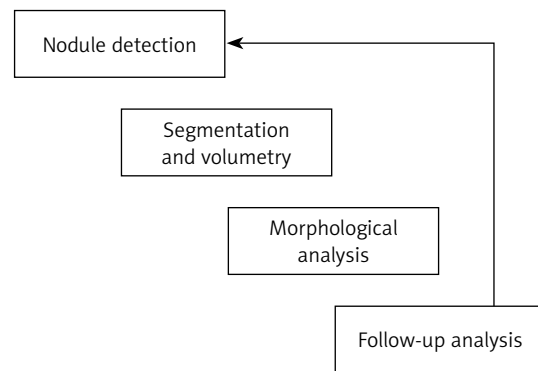 Nodule detection
Segmentation
and volumetry
Morphological
analysis
Follow-up analysis